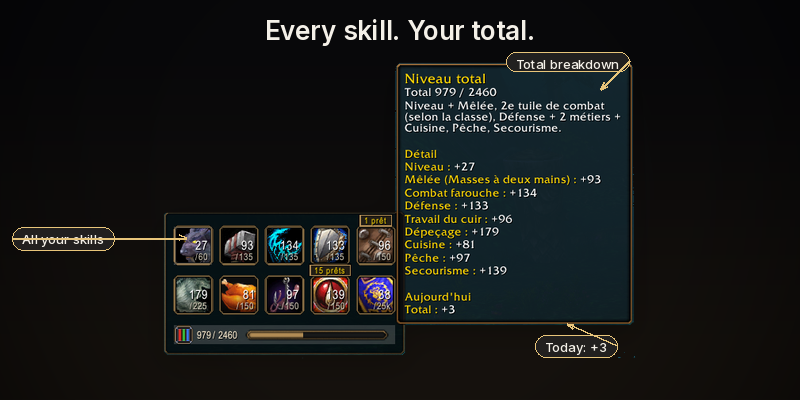 Every skill. Your total.
Total breakdown
Niveau total
Total 979 / 2460
Niveau + Mêlée, 2e tuile de combat
(selon la classe), Défense + 2 métiers +
Cuisine, Pêche, Secourisme.
Détail
Niveau : +27
Mêlée (Masses à deux mains) : +93
Combat farouche : +134
Défense : +133
Travail du cuir : +96
Dépeçage : +179
Cuisine : +81
Pêche : +97
Secourisme : +139
Aujourd'hui
Total : +3
All your skills
1 prêt
27 /60
93 /135
134 /135
133 /135
96 /150
15 prêts
179 /225
81 /150
97 /150
139 /150
/25k
979 / 2460
Today: +3